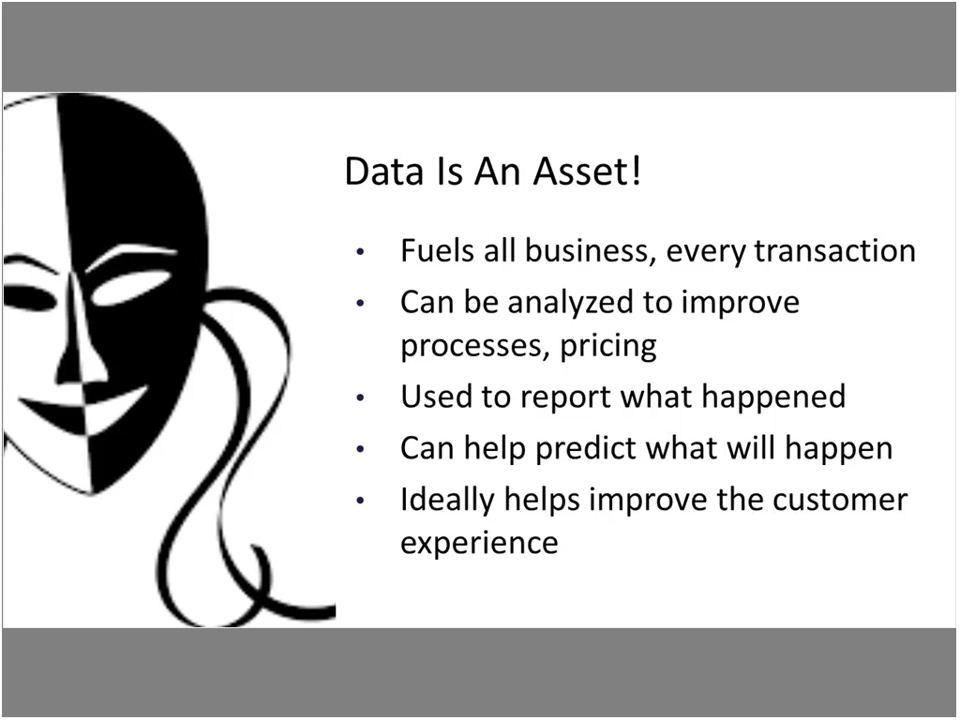 Data Is An Asset!
• Fuels all business, every transaction
• Can be analyzed to improve
processes, pricing
• Used to report what happened
• Can help predict what will happen
• Ideally helps improve the customer
experience